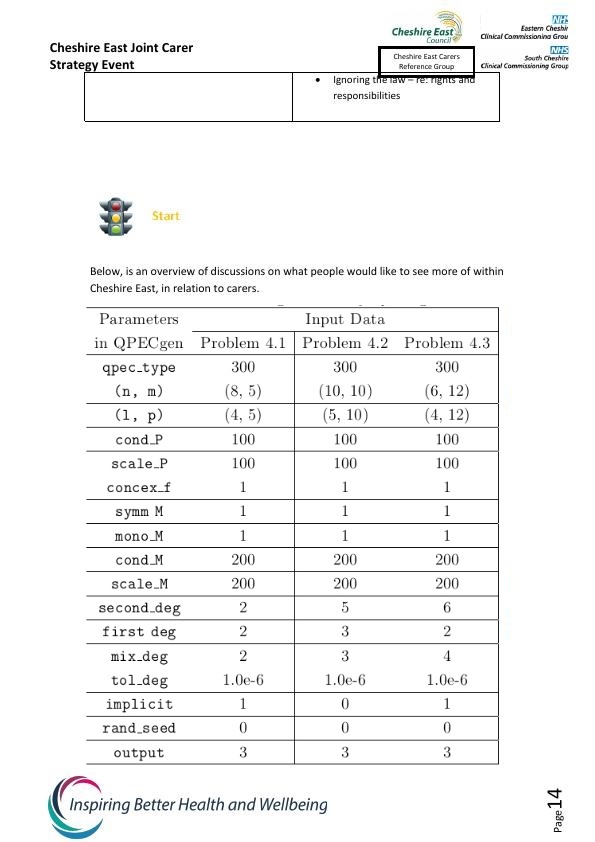 Cheshire East Joint Carer
Strategy Event
Cheshire East
Council
Cheshire East Carers
Reference Group
NHS
Eastern Cheshir
Clinical Commissioning Grou
NHS
South Cheshire
Clinical Commissioning Group
• Ignoring the law – re: rights and
responsibilities
Start
Below, is an overview of discussions on what people would like to see more of within
Cheshire East, in relation to carers.
Parameters Input Data
in QPECgen Problem 4.1 Problem 4.2 Problem 4.3
qpec_type 300 300 300
(n, m) (8, 5) (10, 10) (6, 12)
(l, p) (4, 5) (5, 10) (4, 12)
cond_P 100 100 100
scale_P 100 100 100
concex_f 1 1 1
symm M 1 1 1
mono_M 1 1 1
cond_M 200 200 200
scale_M 200 200 200
second_deg 2 5 6
first deg 2 3 2
mix_deg 2 3 4
tol_deg 1.0e-6 1.0e-6 1.0e-6
implicit 1 0 1
rand_seed 0 0 0
output 3 3 3
Inspiring Better Health and Wellbeing
Page14